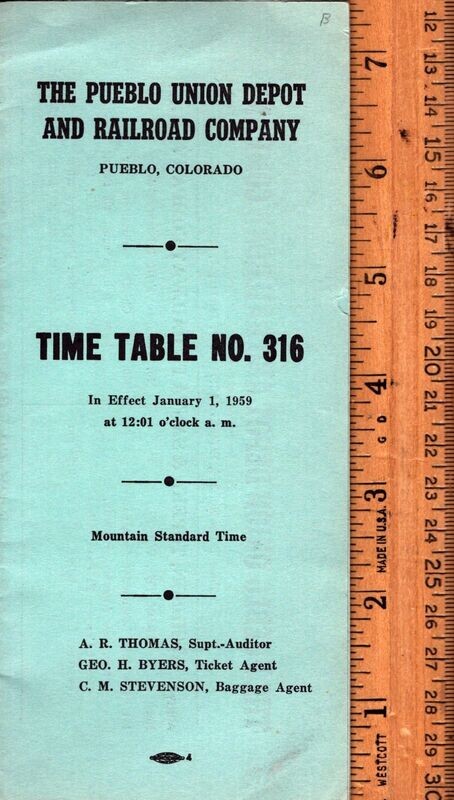 B
THE PUEBLO UNION DEPOT
AND RAILROAD COMPANY
PUEBLO, COLORADO
TIME TABLE NO. 316
In Effect January 1, 1959
at 12:01 o'clock a. m.
Mountain Standard Time
A. R. THOMAS, Supt.-Auditor
GEO. H. BYERS, Ticket Agent
C. M. STEVENSON, Baggage Agent
4
7
6
5
4
3
2
1
G D
MADE IN U.S.A.
WESTCOTT
12
13
14
15
16
17
18
19
20
21
22
23
24
25
26
27
28
29
30